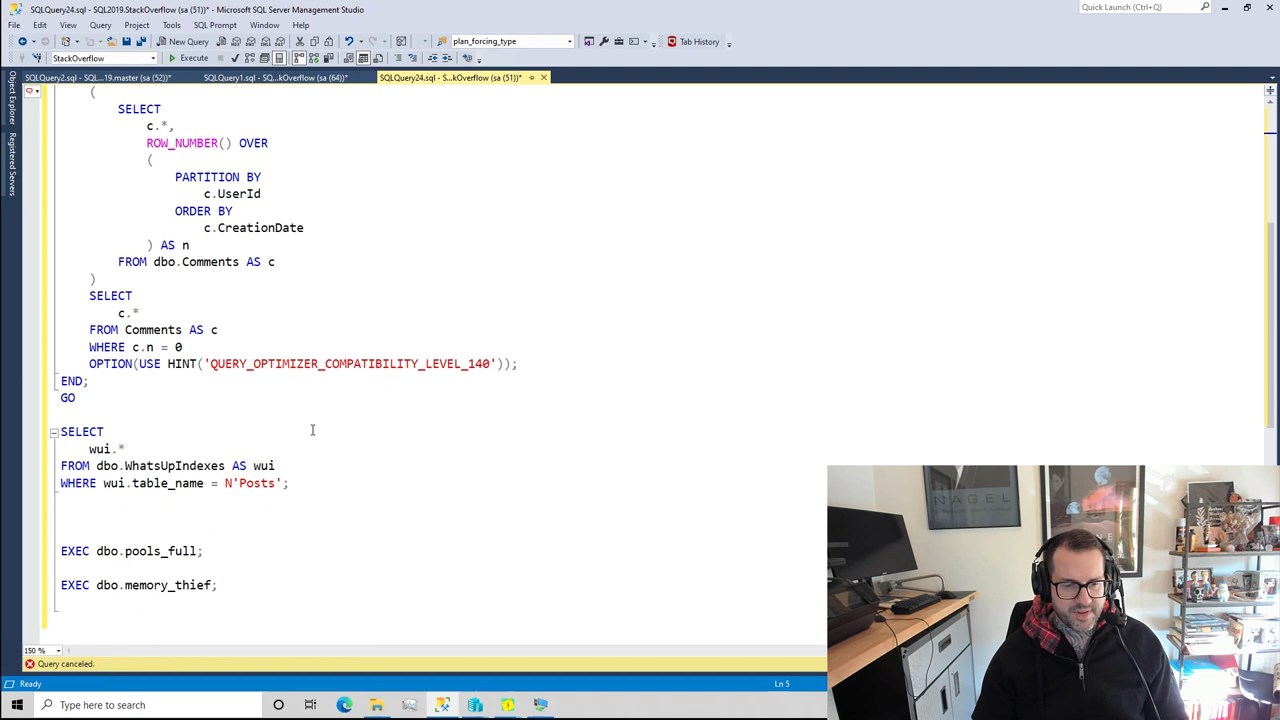 SQLQuery24.sql - SQL2019.StackOverflow (sa (51))* - Microsoft SQL Server Management Studio
Quick Launch (Ctrl+Q)
File Edit View Query Project Tools SQL Prompt Window Help
New Query
plan_forcing_type
Tab History
StackOverflow
Execute
SQLQuery2.sql - SQL...19.master (sa (52))*
SQLQuery1.sql - SQ...kOverflow (sa (64))*
SQLQuery24.sql - S...kOverflow (sa (51))*
Object Explorer
Registered Servers
(
SELECT
c.*,
ROW_NUMBER() OVER
(
PARTITION BY
c.UserId
ORDER BY
c.CreationDate
) AS n
FROM dbo.Comments AS c
)
SELECT
c.*
FROM Comments AS c
WHERE c.n = 0
OPTION(USE HINT('QUERY_OPTIMIZER_COMPATIBILITY_LEVEL_140'));
END;
GO
SELECT
wui.*
FROM dbo.WhatsUpIndexes AS wui
WHERE wui.table_name = N'Posts';
EXEC dbo.pools_full;
EXEC dbo.memory_thief;
150 %
Query canceled.
Ready
Ln 5
Type here to search
NAGEL